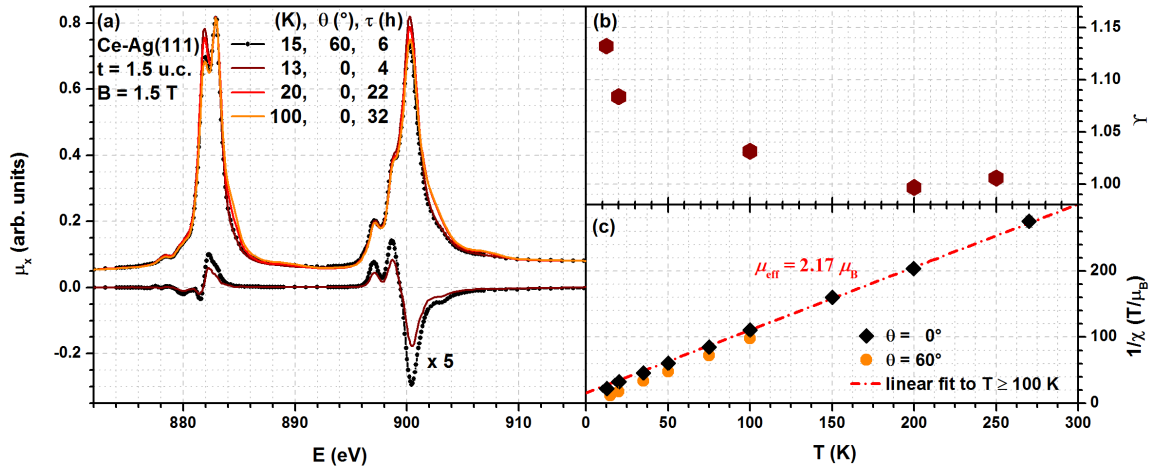 (a)
(K), θ (°), τ (h)
Ce-Ag(111)
15, 60, 6
t = 1.5 u.c.
13, 0, 4
B = 1.5 T
20, 0, 22
100, 0, 32
x 5
0.8
0.6
0.4
0.2
0.0
-0.2
μx (arb. units)
880 890 900 910
E (eV)
(b)
1.15
1.10
1.05
1.00
ϒ
(c)
μeff = 2.17 μB
θ = 0°
θ = 60°
linear fit to T ≥ 100 K
200
100
0
1/χ (T/μB)
0 50 100 150 200 250 300
T (K)